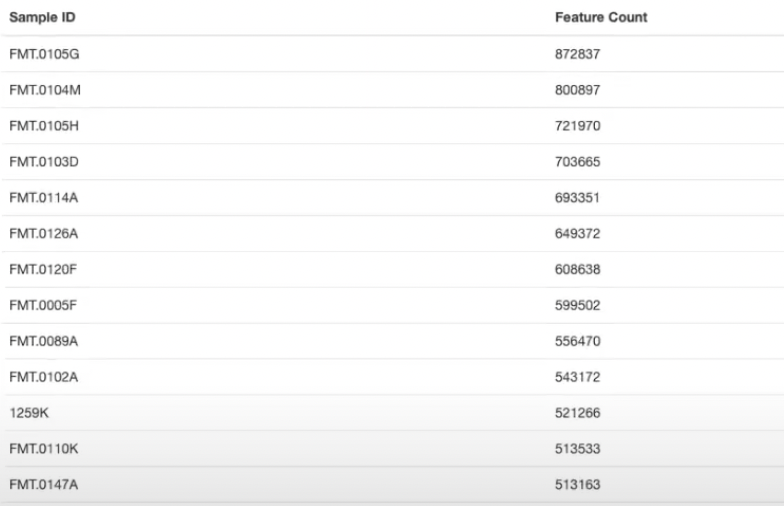 Sample ID Feature Count
FMT.0105G 872837
FMT.0104M 800897
FMT.0105H 721970
FMT.0103D 703665
FMT.0114A 693351
FMT.0126A 649372
FMT.0120F 608638
FMT.0005F 599502
FMT.0089A 556470
FMT.0102A 543172
1259K 521266
FMT.0110K 513533
FMT.0147A 513163